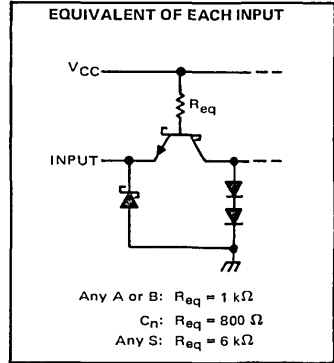 EQUIVALENT OF EACH INPUT
VCC
Req
INPUT
Any A or B: Req = 1 kΩ
Cn: Req = 800 Ω
Any S: Req = 6 kΩ